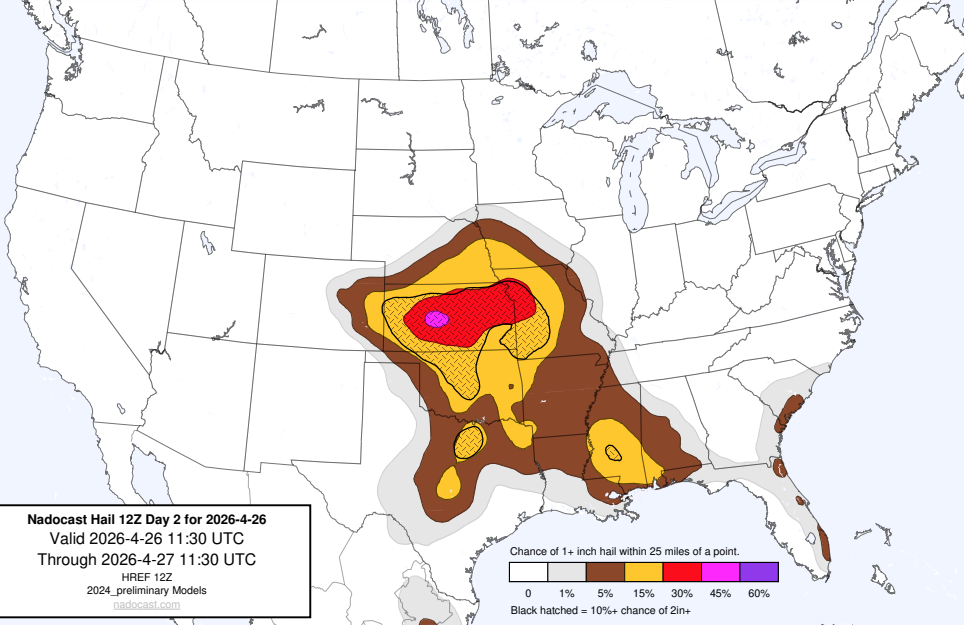 Nadocast Hail 12Z Day 2 for 2026-4-26
Valid 2026-4-26 11:30 UTC
Through 2026-4-27 11:30 UTC
HREF 12Z
2024_preliminary Models
nadocast.com
Chance of 1+ inch hail within 25 miles of a point.
0 1% 5% 15% 30% 45% 60%
Black hatched = 10%+ chance of 2in+